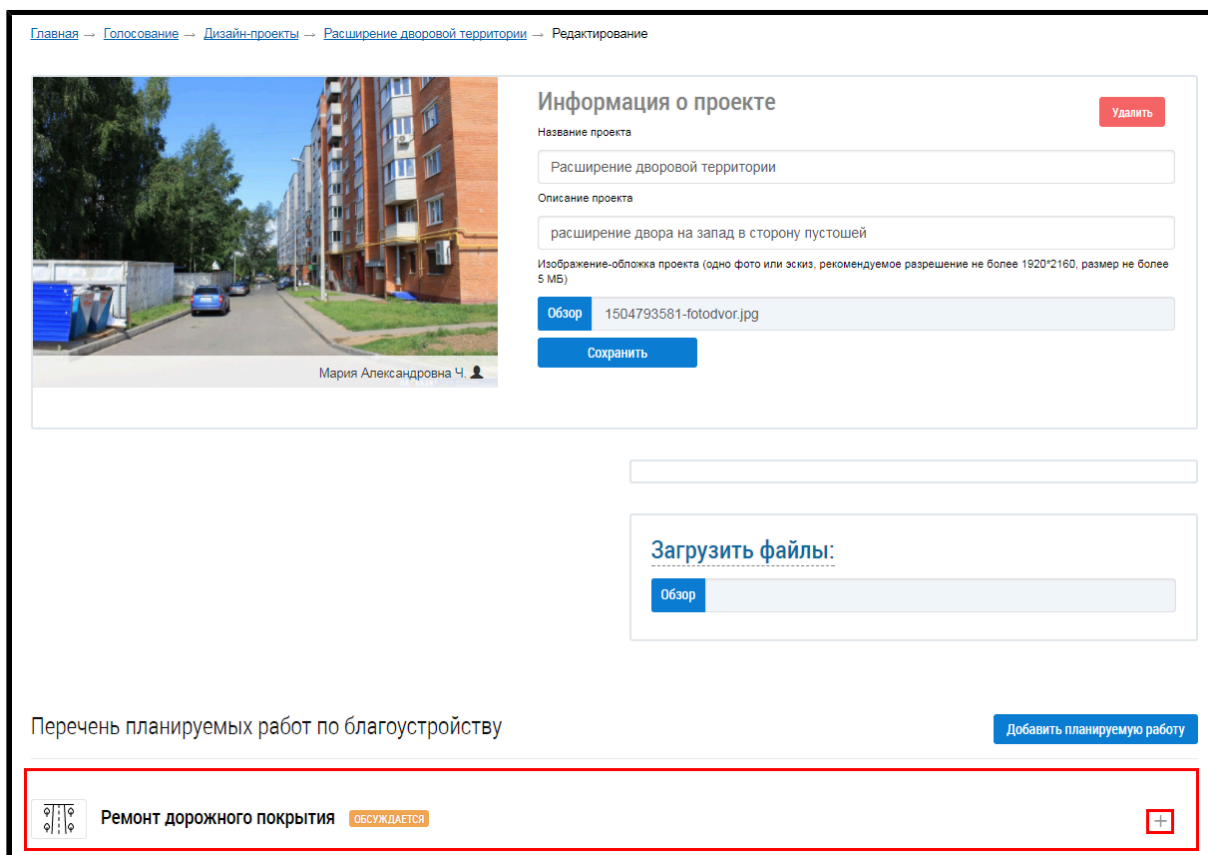 Главная → Голосование → Дизайн-проекты → Расширение дворовой территории → Редактирование
Информация о проекте
Удалить
Название проекта
Расширение дворовой территории
Описание проекта
расширение двора на запад в сторону пустошей
Изображение-обложка проекта (одно фото или эскиз, рекомендуемое разрешение не более 1920*2160, размер не более
5 МБ)
Обзор 1504793581-fotodvor.jpg
Сохранить
Мария Александровна Ч.
Загрузить файлы:
Обзор
Перечень планируемых работ по благоустройству
Добавить планируемую работу
Ремонт дорожного покрытия ОБСУЖДАЕТСЯ